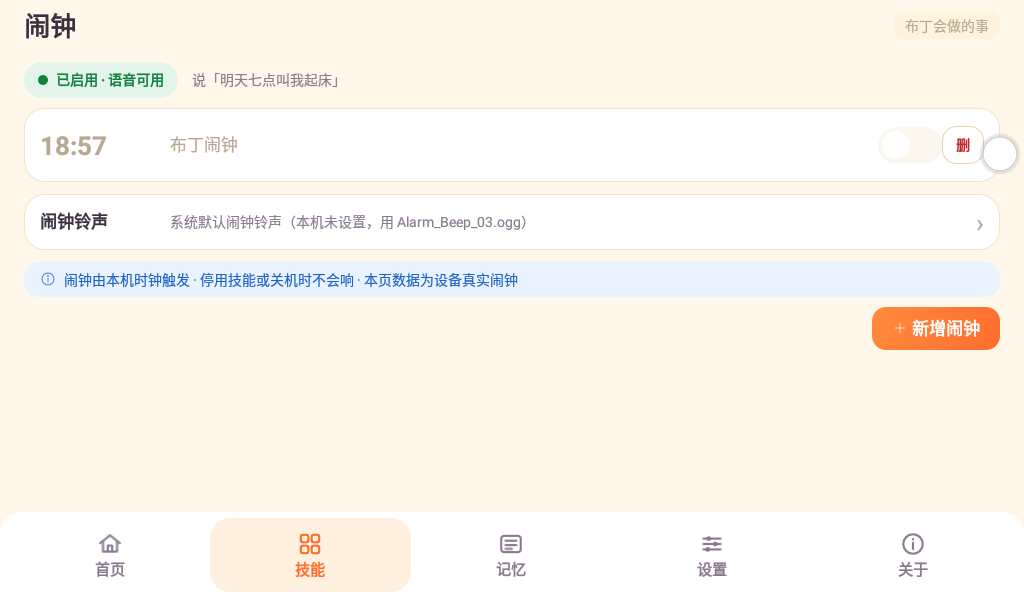 闹钟
布丁会做的事
已启用 · 语音可用
说「明天七点叫我起床」
18:57
布丁闹钟
删
闹钟铃声
系统默认闹钟铃声（本机未设置，用 Alarm_Beep_03.ogg）
闹钟由本机时钟触发 · 停用技能或关机时不会响 · 本页数据为设备真实闹钟
+ 新增闹钟
首页
技能
记忆
设置
关于